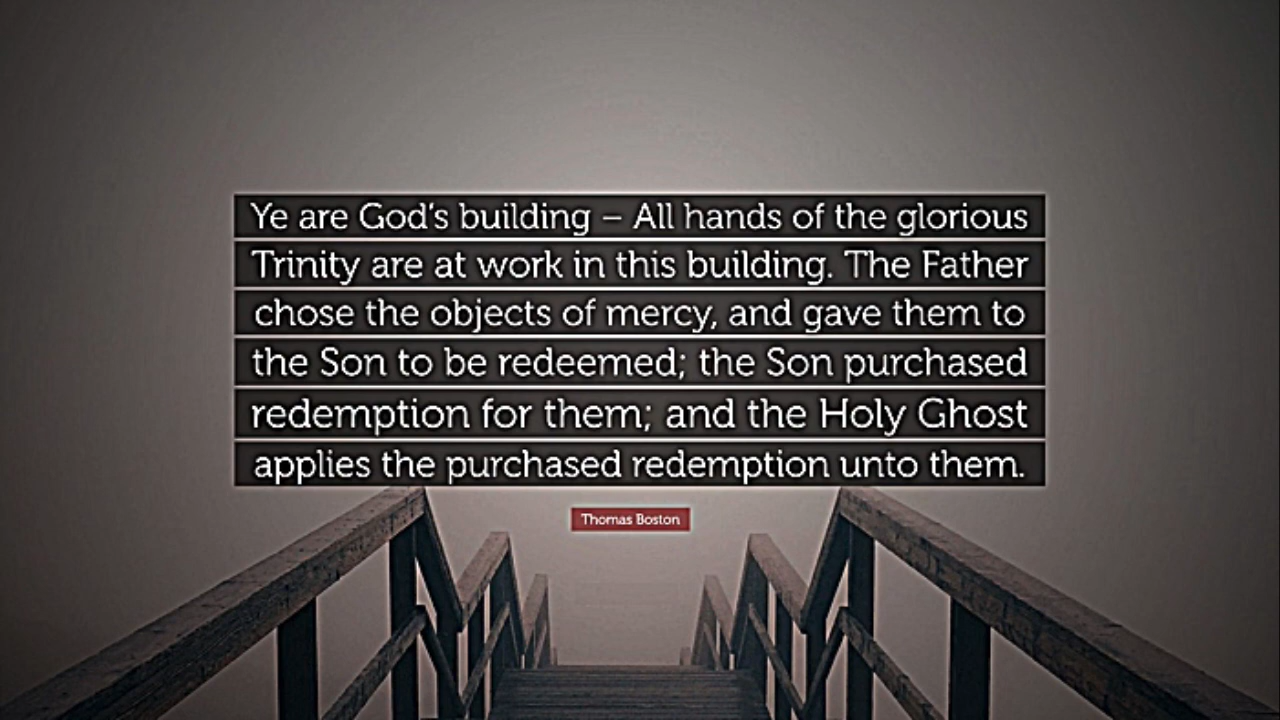 Ye are God's building – All hands of the glorious
Trinity are at work in this building. The Father
chose the objects of mercy, and gave them to
the Son to be redeemed; the Son purchased
redemption for them; and the Holy Ghost
applies the purchased redemption unto them.
Thomas Boston